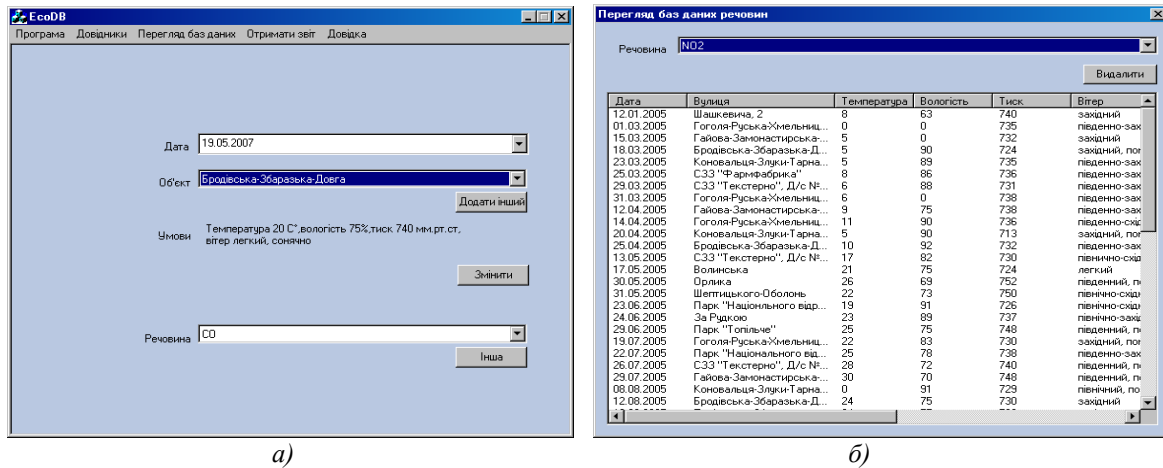 EcoDB
Програма Довідники Перегляд баз даних Отримати звіт Довідка
Дата 19.05.2007
Об'єкт Бродівська-Збаразька-Довга
Додати інший
Умови Температура 20 С°,вологість 75%,тиск 740 мм.рт.ст,
вітер легкий, сонячно
Змінити
Речовина CO
Інша
а)
Перегляд баз даних речовин
Речовина NO2
Видалити
Дата Вулиця Температура Вологість Тиск Вітер
12.01.2005 Шашкевича, 2 8 63 740 західний
01.03.2005 Гоголя-Руська-Хмельниц... 0 0 735 південно-зах
15.03.2005 Гайова-Замонастирська-... 5 0 732 західний
18.03.2005 Бродівська-Збаразька-Д... 5 90 724 західний, пог
23.03.2005 Коновальця-Злуки-Тарна... 5 89 735 південно-зах
25.03.2005 СЗЗ "Фармфабрика" 8 86 736 південно-зах
29.03.2005 СЗЗ "Текстерно", Д/с №... 6 88 731 південно-зах
31.03.2005 Гоголя-Руська-Хмельниц... 6 0 738 південно-зах
12.04.2005 Гайова-Замонастирська-... 9 75 738 південно-зах
14.04.2005 Гоголя-Руська-Хмельниц... 11 90 736 південно-схід
20.04.2005 Коновальця-Злуки-Тарна... 5 90 713 західний, пог
25.04.2005 Бродівська-Збаразька-Д... 10 92 732 південно-зах
13.05.2005 СЗЗ "Текстерно", Д/с №... 17 82 730 північно-схід
17.05.2005 Волинська 21 75 724 легкий
30.05.2005 Орлика 26 69 752 південний, п
31.05.2005 Шептицького-Оболонь 22 73 750 північно-східн
23.06.2005 Парк "Національного відр... 19 91 726 північно-східн
24.06.2005 За Рудкою 23 89 737 північно-захід
29.06.2005 Парк "Топільче" 25 75 748 південний, п
19.07.2005 Гоголя-Руська-Хмельниц... 22 83 730 західний, пог
22.07.2005 Парк "Національного від... 25 78 738 південно-зах
26.07.2005 СЗЗ "Текстерно", Д/с №... 28 72 740 південний, п
29.07.2005 Гайова-Замонастирська-... 30 70 748 південний, п
08.08.2005 Коновальця-Злуки-Тарна... 0 91 729 північний, по
12.08.2005 Бродівська-Збаразька-Д... 24 75 730 західний
б)